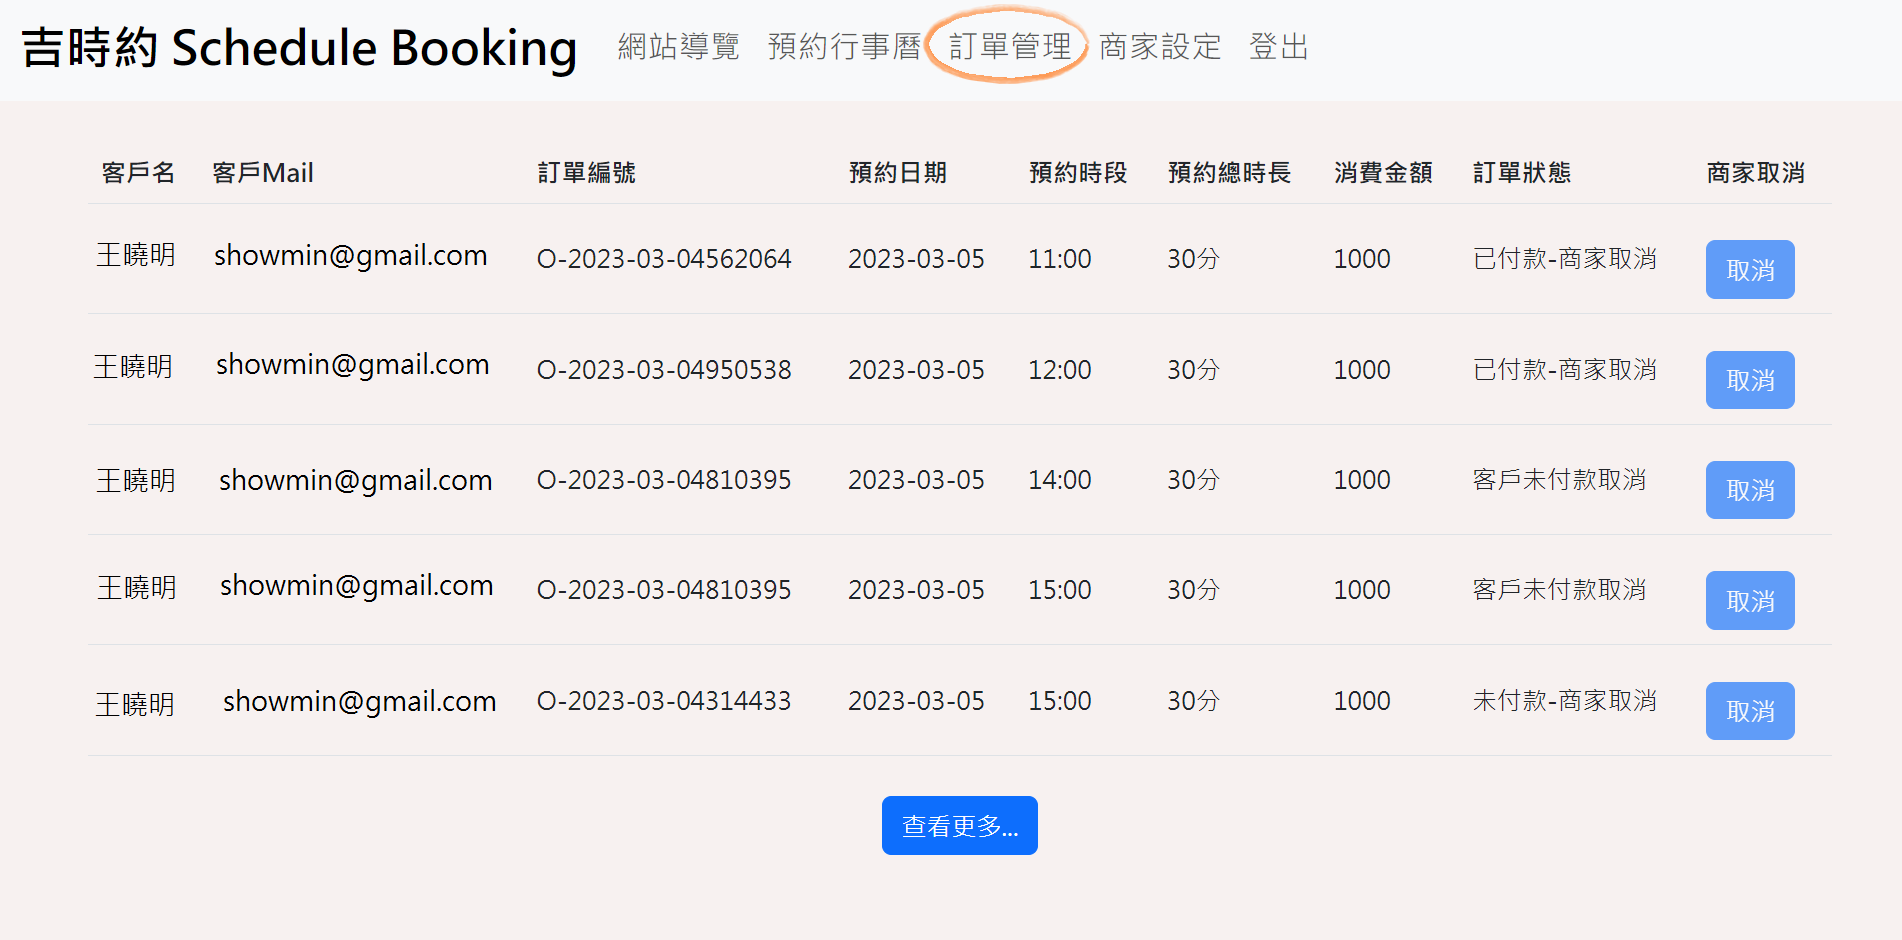 吉時約 Schedule Booking 網站導覽 預約行事曆 訂單管理 商家設定 登出
客戶名 客戶Mail 訂單編號 預約日期 預約時段 預約總時長 消費金額 訂單狀態 商家取消
王曉明 showmin@gmail.com O-2023-03-04562064 2023-03-05 11:00 30分 1000 已付款-商家取消 取消
王曉明 showmin@gmail.com O-2023-03-04950538 2023-03-05 12:00 30分 1000 已付款-商家取消 取消
王曉明 showmin@gmail.com O-2023-03-04810395 2023-03-05 14:00 30分 1000 客戶未付款取消 取消
王曉明 showmin@gmail.com O-2023-03-04810395 2023-03-05 15:00 30分 1000 客戶未付款取消 取消
王曉明 showmin@gmail.com O-2023-03-04314433 2023-03-05 15:00 30分 1000 未付款-商家取消 取消
查看更多...